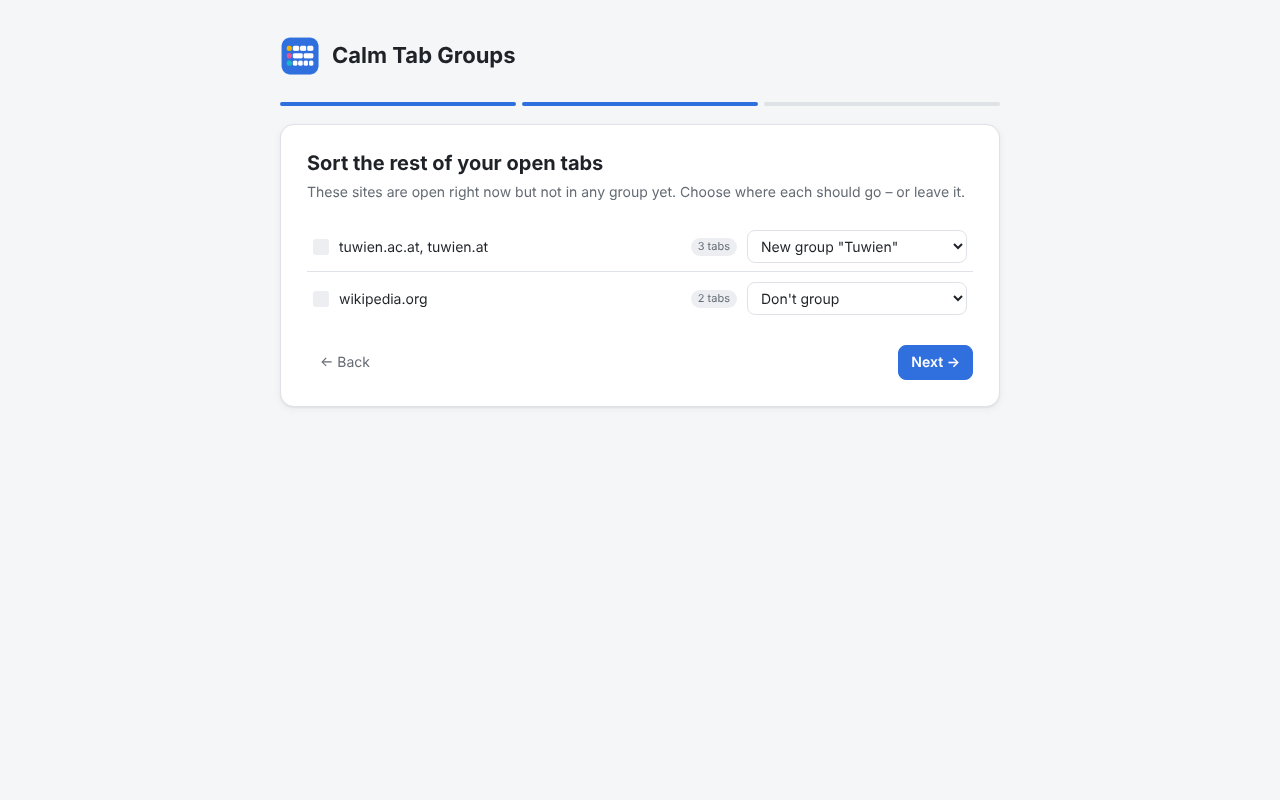 Calm Tab Groups
Sort the rest of your open tabs
These sites are open right now but not in any group yet. Choose where each should go – or leave it.
tuwien.ac.at, tuwien.at 3 tabs New group "Tuwien"
wikipedia.org 2 tabs Don't group
← Back Next →